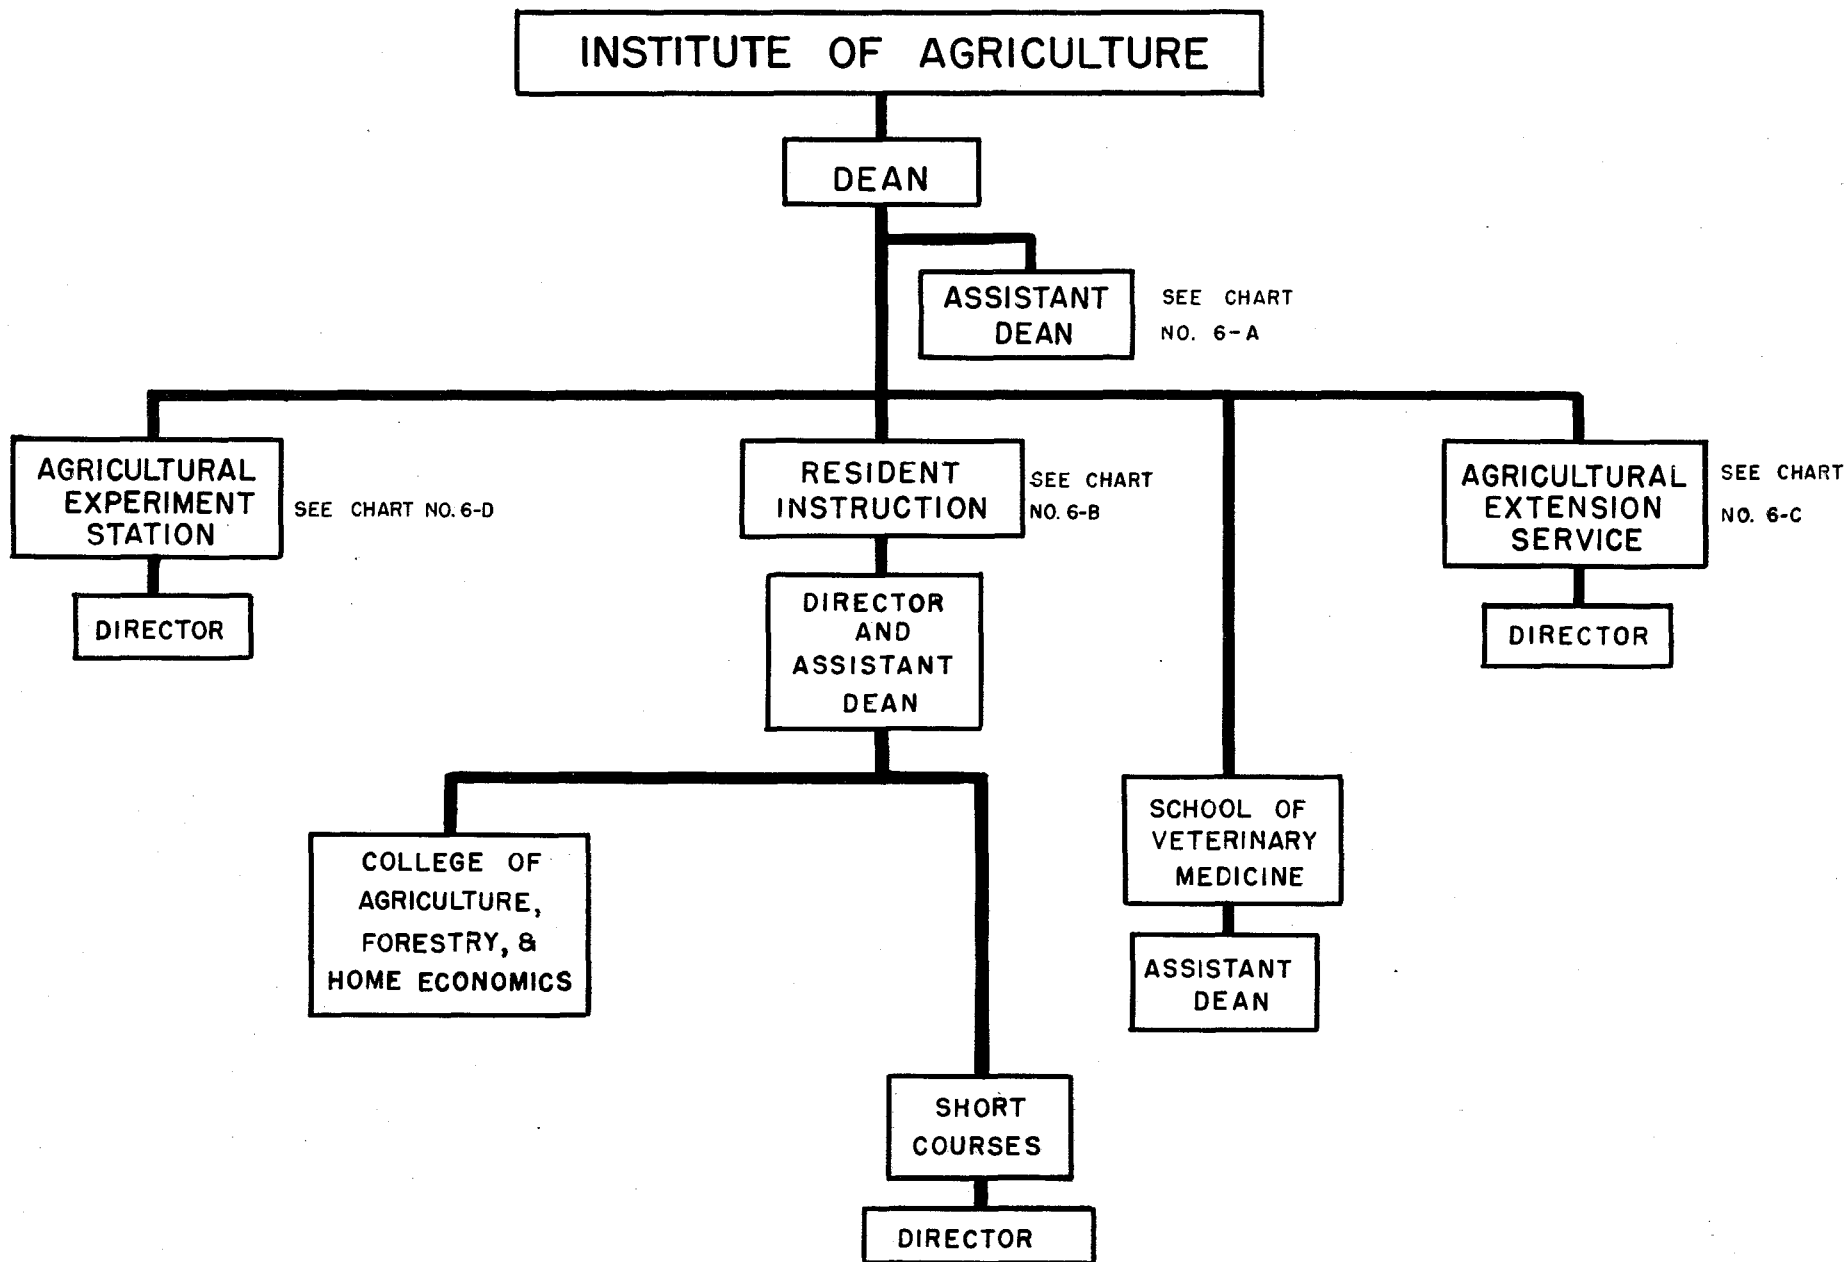 INSTITUTE OF AGRICULTURE
DEAN
ASSISTANT
DEAN
SEE CHART
NO. 6-A
AGRICULTURAL
EXPERIMENT
STATION
SEE CHART NO. 6-D
DIRECTOR
RESIDENT
INSTRUCTION
SEE CHART
NO. 6-B
DIRECTOR
AND
ASSISTANT
DEAN
AGRICULTURAL
EXTENSION
SERVICE
SEE CHART
NO. 6-C
DIRECTOR
COLLEGE OF
AGRICULTURE,
FORESTRY, &
HOME ECONOMICS
SCHOOL OF
VETERINARY
MEDICINE
ASSISTANT
DEAN
SHORT
COURSES
DIRECTOR